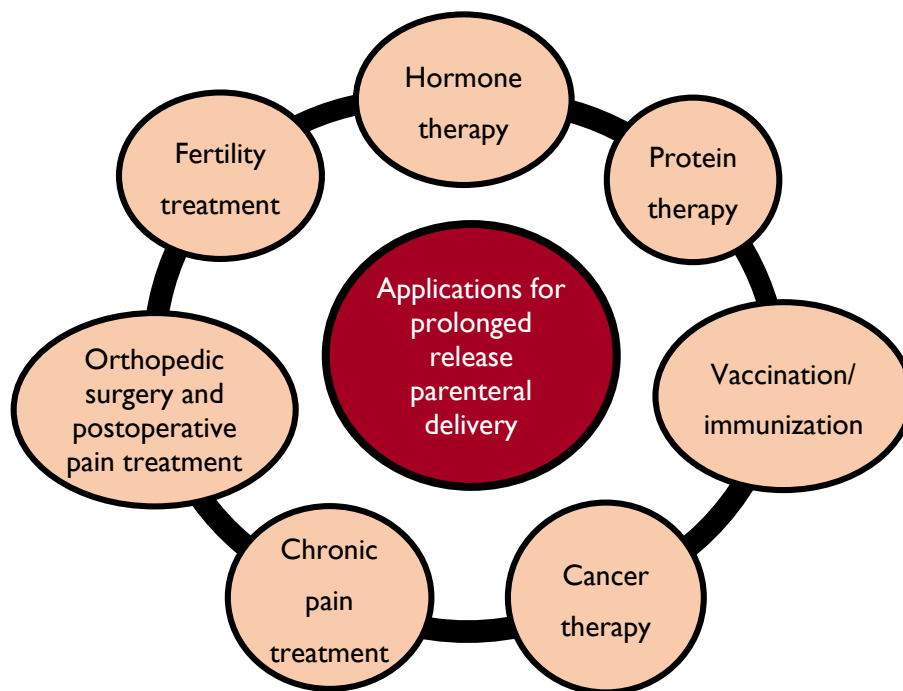 Hormone
therapy
Protein
therapy
Vaccination/
immunization
Cancer
therapy
Chronic
pain
treatment
Orthopedic
surgery and
postoperative
pain treatment
Fertility
treatment
Applications for
prolonged
release
parenteral
delivery